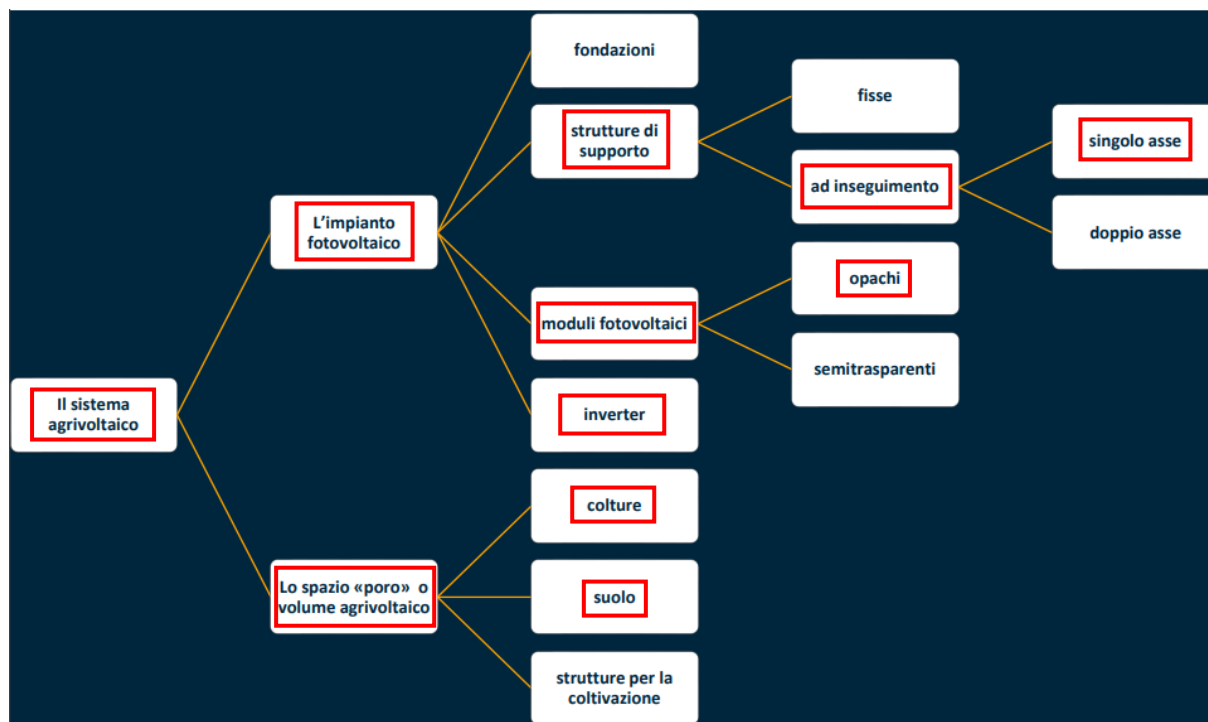 fondazioni
fisse
strutture di
supporto
singolo asse
ad inseguimento
L'impianto
fotovoltaico
doppio asse
opachi
moduli fotovoltaici
semitrasparenti
Il sistema
agrivoltaico
inverter
colture
Lo spazio «poro» o
volume agrivoltaico
suolo
strutture per la
coltivazione